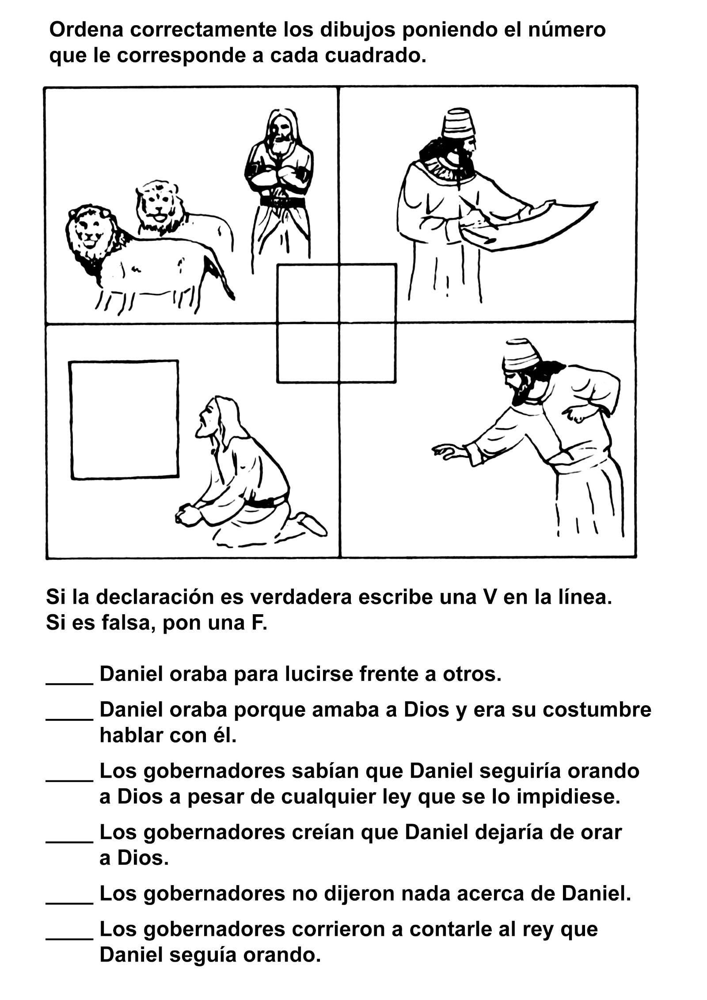 Ordena correctamente los dibujos poniendo el número
que le corresponde a cada cuadrado.
Si la declaración es verdadera escribe una V en la línea.
Si es falsa, pon una F.
____ Daniel oraba para lucirse frente a otros.
____ Daniel oraba porque amaba a Dios y era su costumbre
hablar con él.
____ Los gobernadores sabían que Daniel seguiría orando
a Dios a pesar de cualquier ley que se lo impidiese.
____ Los gobernadores creían que Daniel dejaría de orar
a Dios.
____ Los gobernadores no dijeron nada acerca de Daniel.
____ Los gobernadores corrieron a contarle al rey que
Daniel seguía orando.